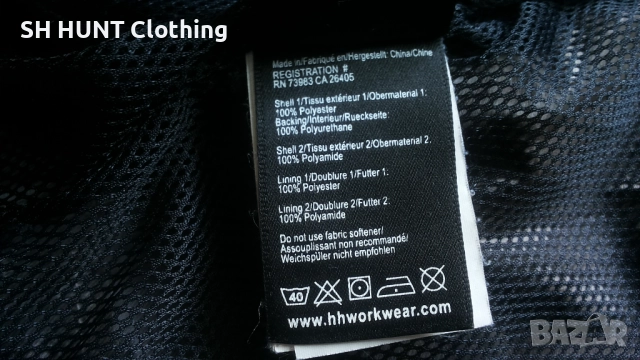 SH HUNT Clothing
Made in/Fabriqué en/Hergestellt: China/Chine
REGISTRATION #
RN 73963 CA 26405
Shell 1/Tissu extérieur 1/Obermaterial 1:
100% Polyester
Backing/Interieur/Rueckseite:
100% Polyurethane
Shell 2/Tissu extérieur 2/Obermaterial 2:
100% Polyamide
Lining 1/Doublure 1/Futter 1:
100% Polyester
Lining 2/Doublure 2/Futter 2:
100% Polyamide
Do not use fabric softener/
Assouplissant non recommandé/
Weichspüler nicht empfohlen
40
www.hhworkwear.com
BAZAR